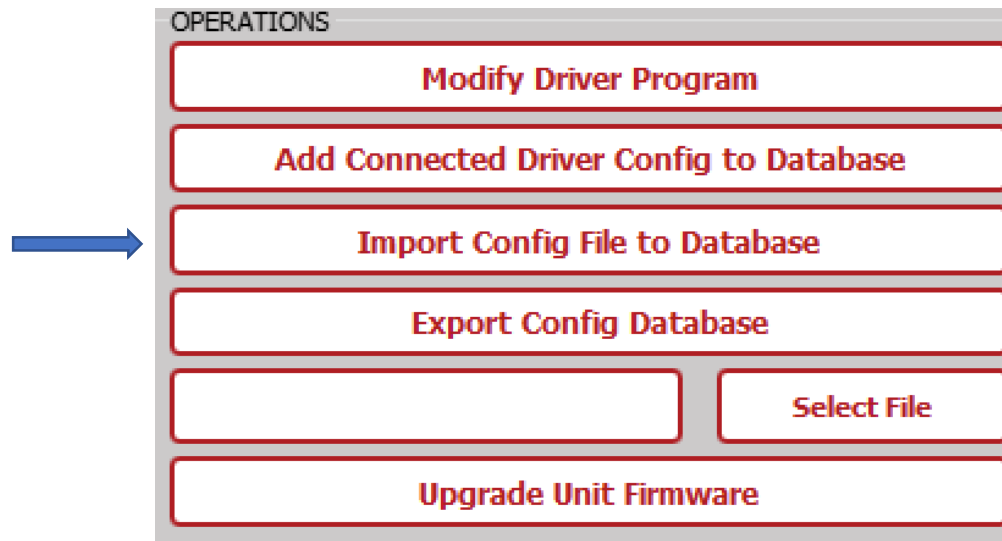 OPERATIONS
Modify Driver Program
Add Connected Driver Config to Database
Import Config File to Database
Export Config Database
Select File
Upgrade Unit Firmware